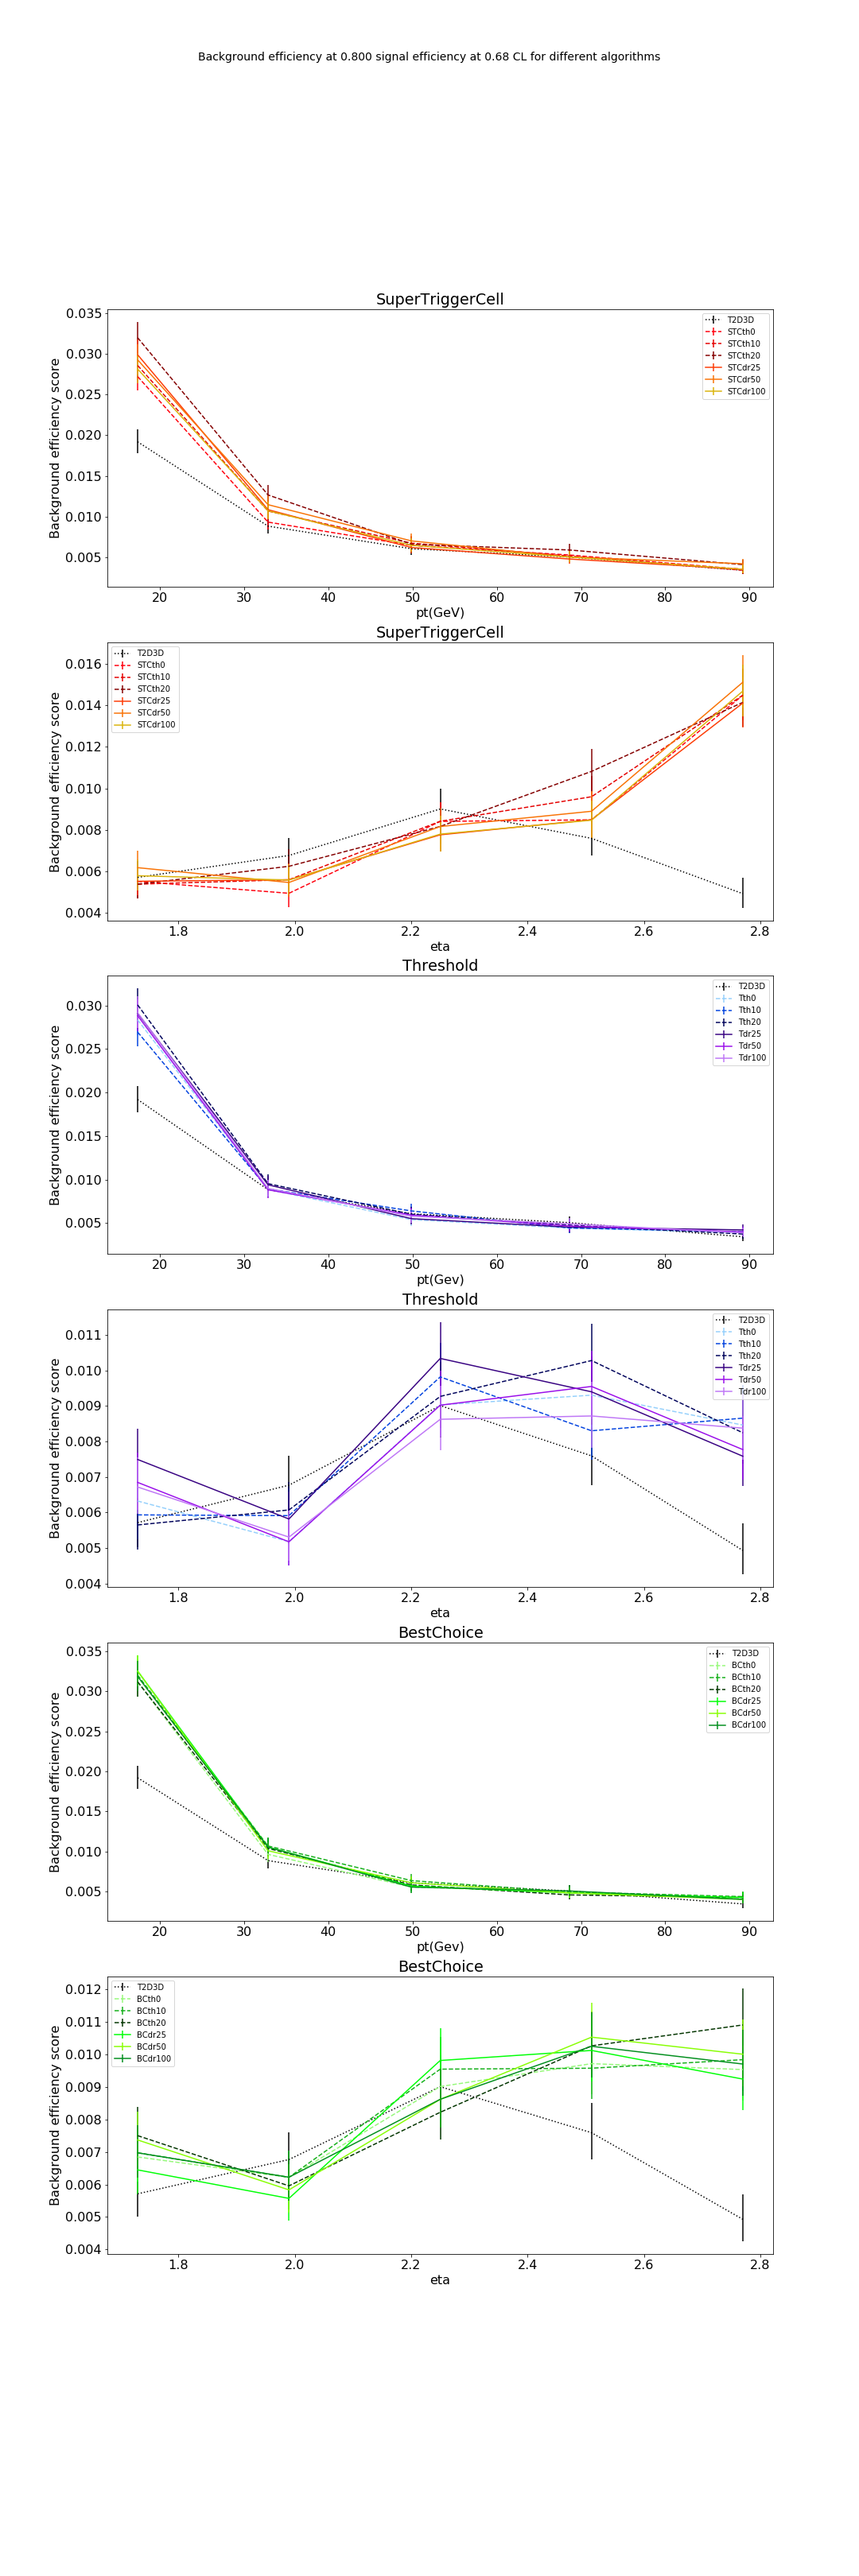 Background efficiency at 0.800 signal efficiency at 0.68 CL for different algorithms
SuperTriggerCell
Background efficiency score
0.035
0.030
0.025
0.020
0.015
0.010
0.005
T2D3D
STCth0
STCth10
STCth20
STCdr25
STCdr50
STCdr100
20 30 40 50 60 70 80 90
pt(GeV)
SuperTriggerCell
Background efficiency score
0.016
0.014
0.012
0.010
0.008
0.006
0.004
T2D3D
STCth0
STCth10
STCth20
STCdr25
STCdr50
STCdr100
1.8 2.0 2.2 2.4 2.6 2.8
eta
Threshold
Background efficiency score
0.030
0.025
0.020
0.015
0.010
0.005
T2D3D
Tth0
Tth10
Tth20
Tdr25
Tdr50
Tdr100
20 30 40 50 60 70 80 90
pt(Gev)
Threshold
Background efficiency score
0.011
0.010
0.009
0.008
0.007
0.006
0.005
0.004
T2D3D
Tth0
Tth10
Tth20
Tdr25
Tdr50
Tdr100
1.8 2.0 2.2 2.4 2.6 2.8
eta
BestChoice
Background efficiency score
0.035
0.030
0.025
0.020
0.015
0.010
0.005
T2D3D
BCth0
BCth10
BCth20
BCdr25
BCdr50
BCdr100
20 30 40 50 60 70 80 90
pt(Gev)
BestChoice
Background efficiency score
0.012
0.011
0.010
0.009
0.008
0.007
0.006
0.005
0.004
T2D3D
BCth0
BCth10
BCth20
BCdr25
BCdr50
BCdr100
1.8 2.0 2.2 2.4 2.6 2.8
eta